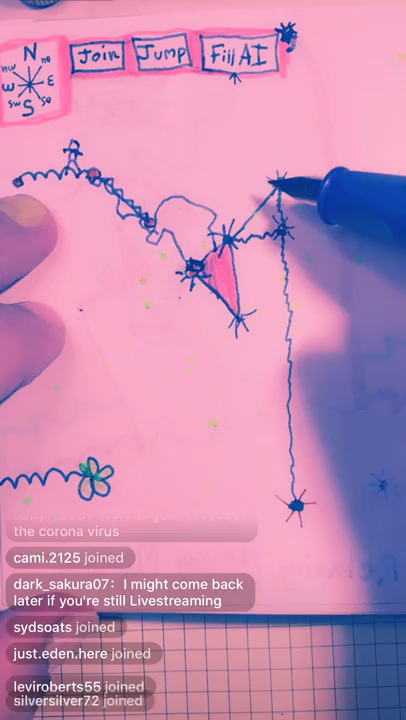 N
nw ne
W E
sw se
S
Join Jump Fill AI
the corona virus
cami.2125 joined
dark_sakura07: I might come back
later if you're still Livestreaming
sydsoats joined
just.eden.here joined
leviroberts55 joined
silversilver72 joined